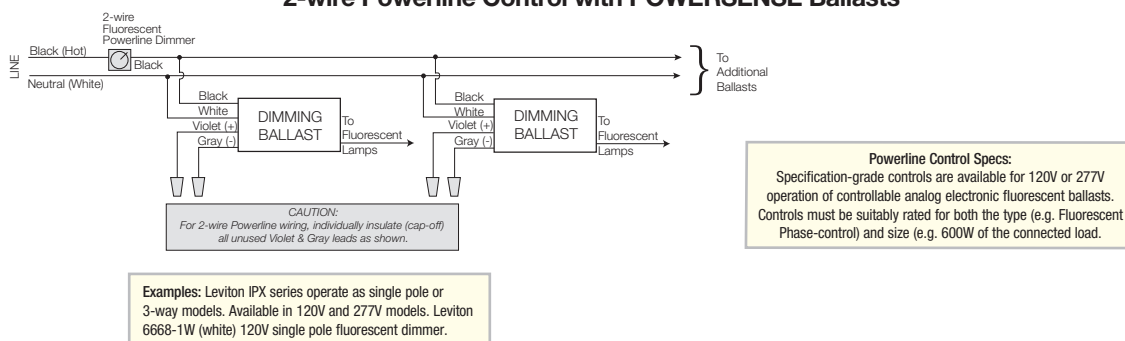 2-wire Powerline Control with POWERSENSE Ballasts
2-wire
Fluorescent
Powerline Dimmer
LINE
Black (Hot)
Black
Neutral (White)
To
Additional
Ballasts
Black
White
Violet (+)
Gray (-)
DIMMING
BALLAST
To
Fluorescent
Lamps
Black
White
Violet (+)
Gray (-)
DIMMING
BALLAST
To
Fluorescent
Lamps
CAUTION:
For 2-wire Powerline wiring, individually insulate (cap-off)
all unused Violet & Gray leads as shown.
Powerline Control Specs:
Specification-grade controls are available for 120V or 277V
operation of controllable analog electronic fluorescent ballasts.
Controls must be suitably rated for both the type (e.g. Fluorescent
Phase-control) and size (e.g. 600W of the connected load.
Examples: Leviton IPX series operate as single pole or
3-way models. Available in 120V and 277V models. Leviton
6668-1W (white) 120V single pole fluorescent dimmer.